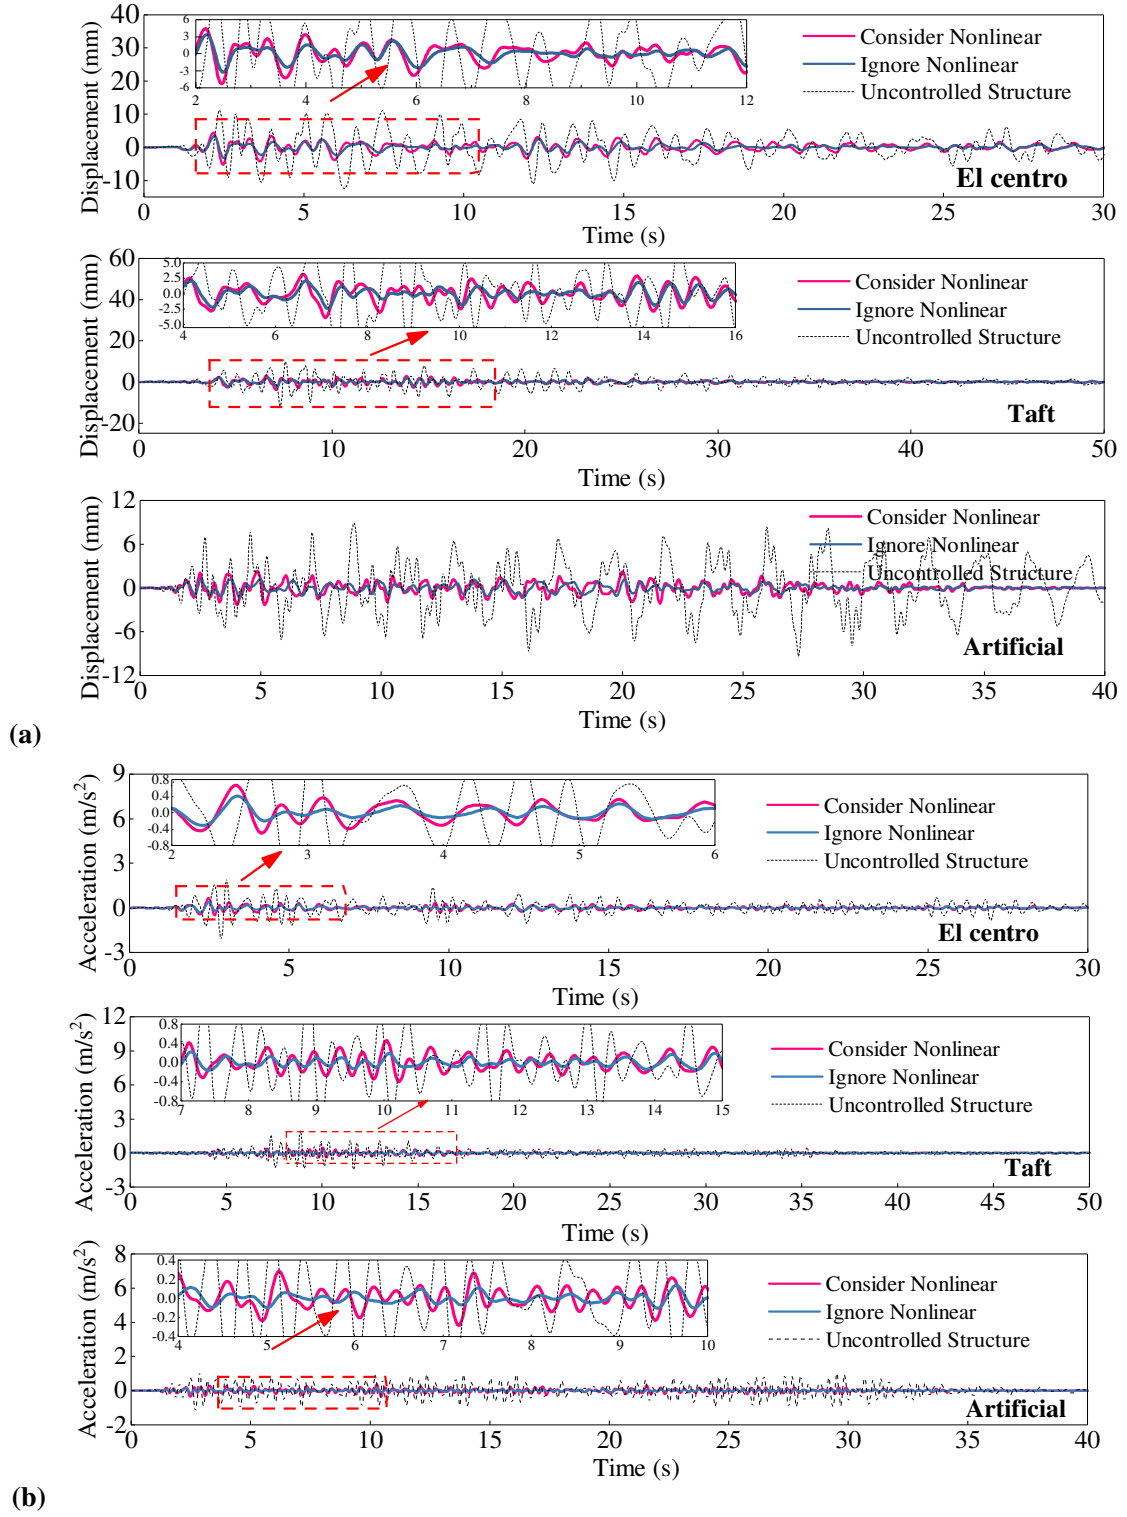 40
30
20
10
0
-10
Displacement (mm)
6
3
0
-3
-6
2 4 6 8 10 12
Consider Nonlinear
Ignore Nonlinear
Uncontrolled Structure
El centro
0 5 10 15 20 25 30
Time (s)
60
40
20
0
-20
Displacement (mm)
5.0
2.5
0.0
-2.5
-5.0
4 6 8 10 12 14 16
Consider Nonlinear
Ignore Nonlinear
Uncontrolled Structure
Taft
0 10 20 30 40 50
Time (s)
12
6
0
-6
-12
Displacement (mm)
Consider Nonlinear
Ignore Nonlinear
Uncontrolled Structure
Artificial
0 5 10 15 20 25 30 35 40
Time (s)
(a)
9
6
3
0
-3
Acceleration (m/s²)
0.8
0.4
0.0
-0.4
-0.8
2 3 4 5 6
Consider Nonlinear
Ignore Nonlinear
Uncontrolled Structure
El centro
0 5 10 15 20 25 30
Time (s)
12
9
6
3
0
-3
Acceleration (m/s²)
0.8
0.4
0.0
-0.4
-0.8
7 8 9 10 11 12 13 14 15
Consider Nonlinear
Ignore Nonlinear
Uncontrolled Structure
Taft
0 5 10 15 20 25 30 35 40 45 50
Time (s)
8
6
4
2
0
-2
Acceleration (m/s²)
0.4
0.2
0.0
-0.2
-0.4
4 5 6 7 8 9 10
Consider Nonlinear
Ignore Nonlinear
Uncontrolled Structure
Artificial
0 5 10 15 20 25 30 35 40
Time (s)
(b)